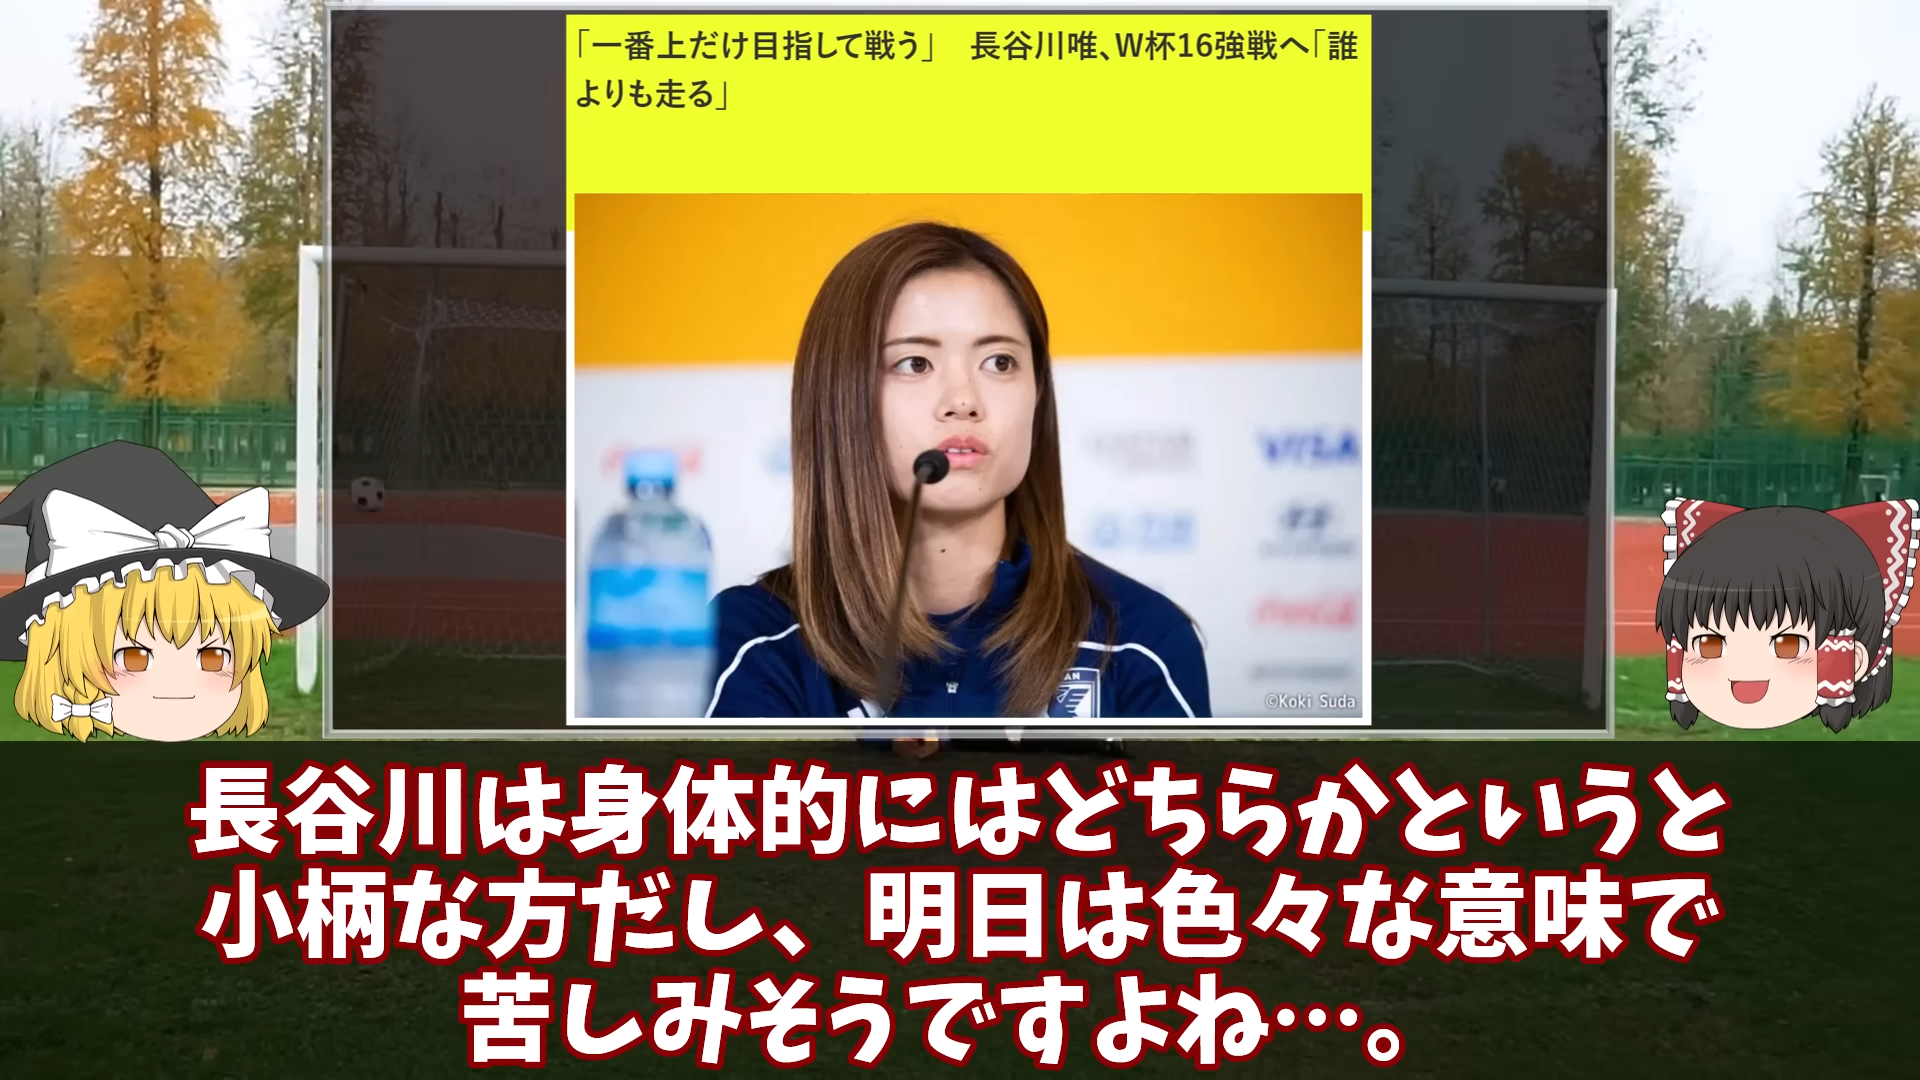 「一番上だけ目指して戦う」　長谷川唯、W杯16強戦へ「誰
よりも走る」
VISA
©Koki Suda
長谷川は身体的にはどちらかというと
小柄な方だし、明日は色々な意味で
苦しみそうですよね…。